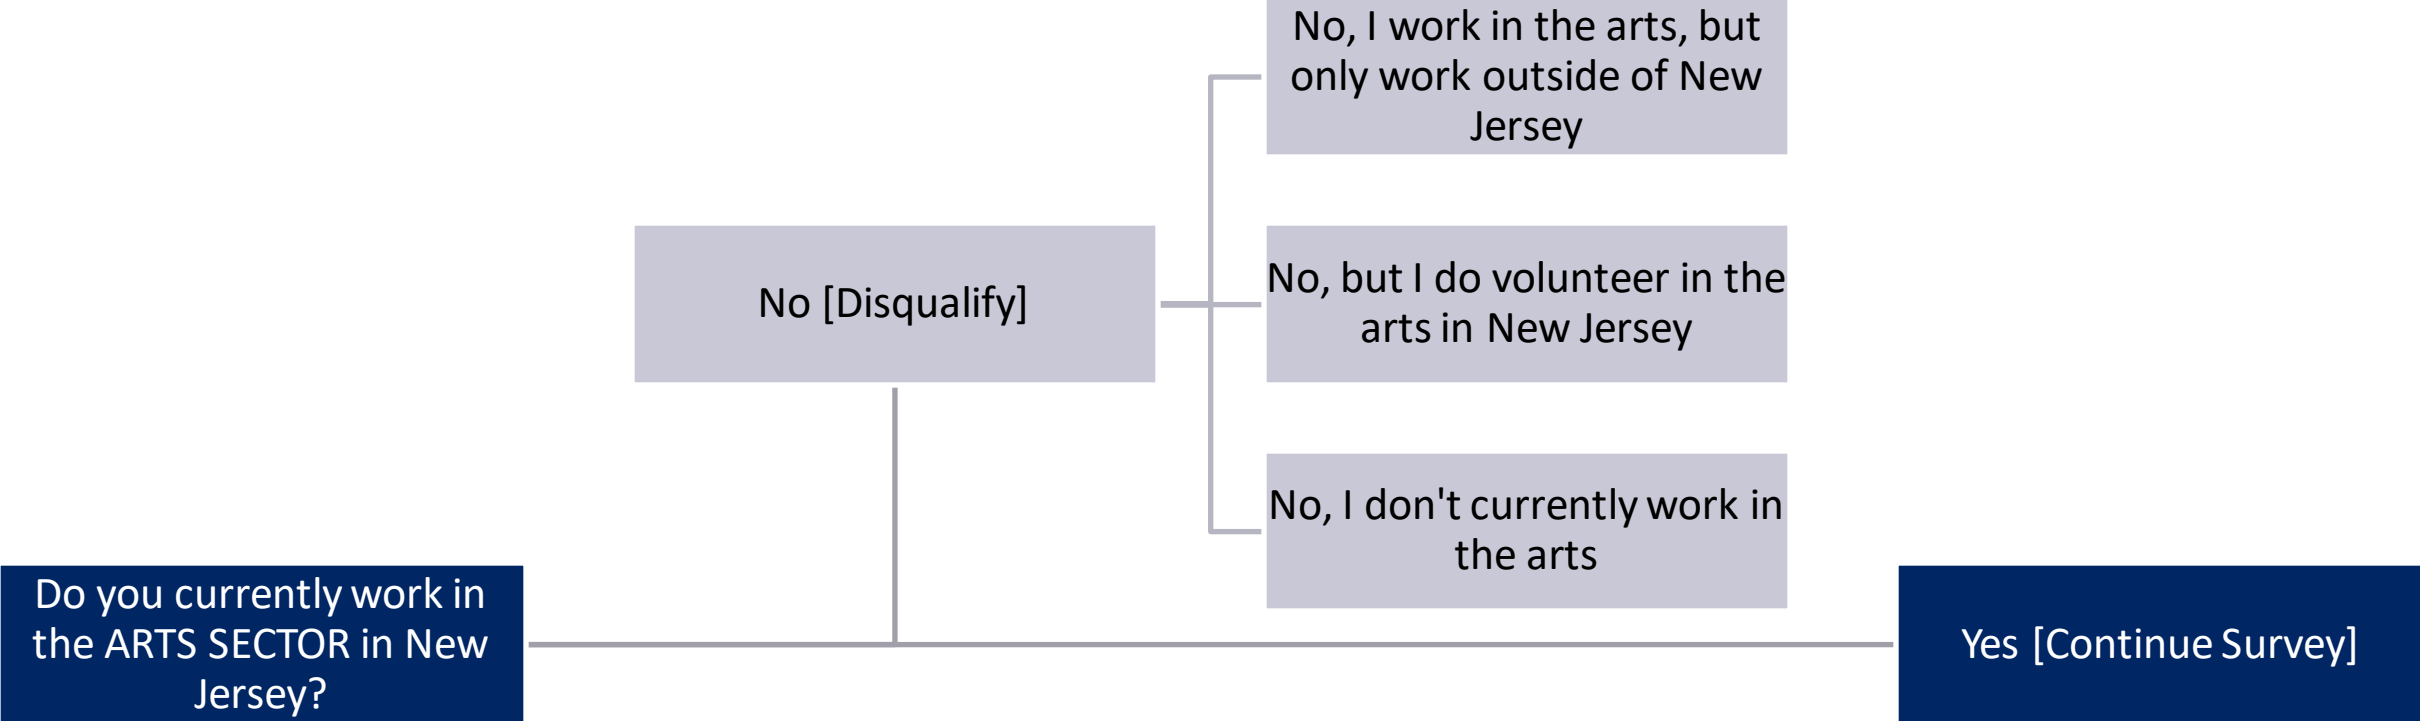 No, I work in the arts, but
only work outside of New
Jersey
No [Disqualify]
No, but I do volunteer in the
arts in New Jersey
No, I don't currently work in
the arts
Do you currently work in
the ARTS SECTOR in New
Jersey?
Yes [Continue Survey]